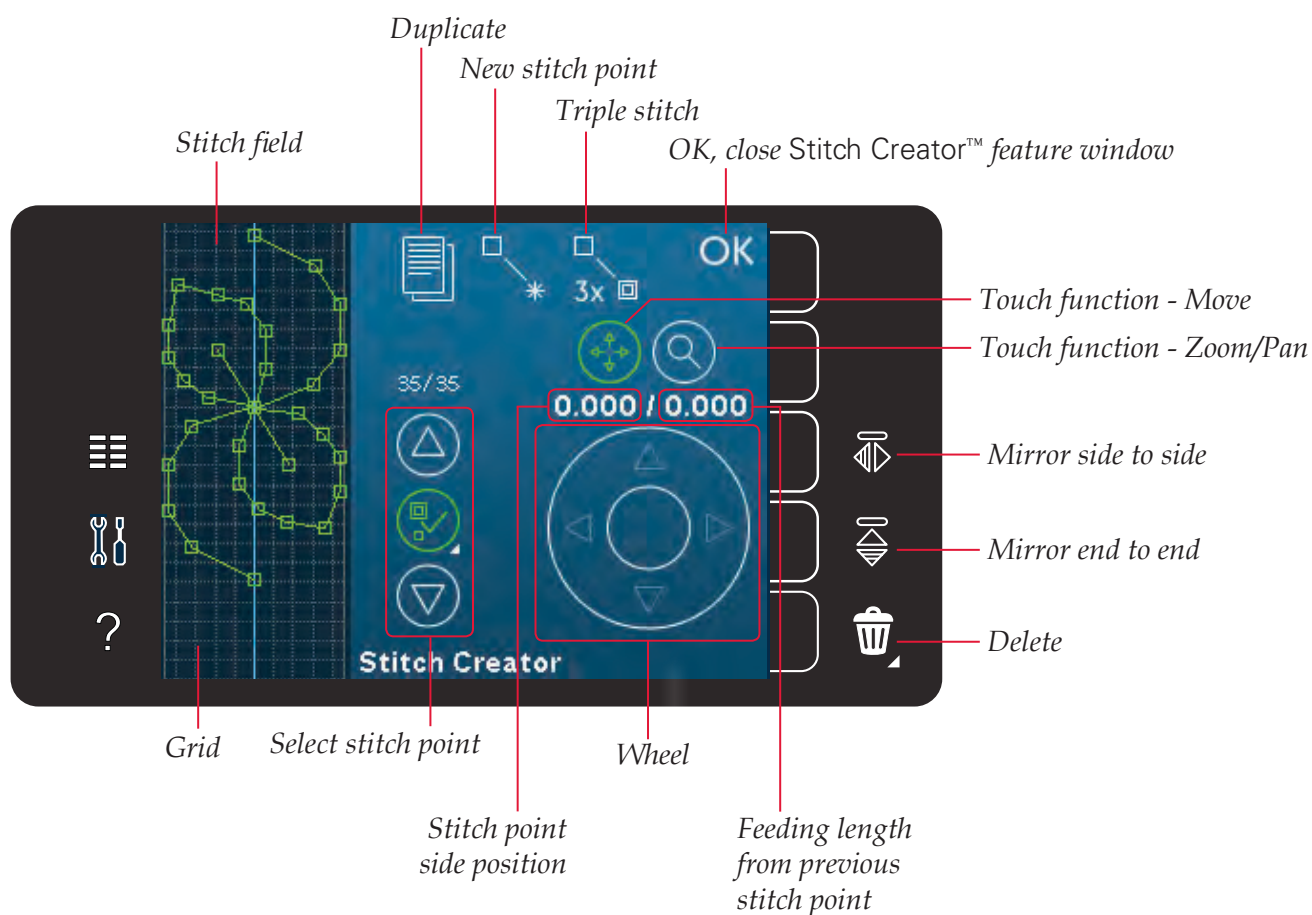 Duplicate
New stitch point
Triple stitch
Stitch field
OK, close Stitch Creator™ feature window
OK
3x
Touch function - Move
Touch function - Zoom/Pan
35/35
0.000 / 0.000
Mirror side to side
Mirror end to end
?
Delete
Stitch Creator
Grid
Select stitch point
Wheel
Stitch point
side position
Feeding length
from previous
stitch point